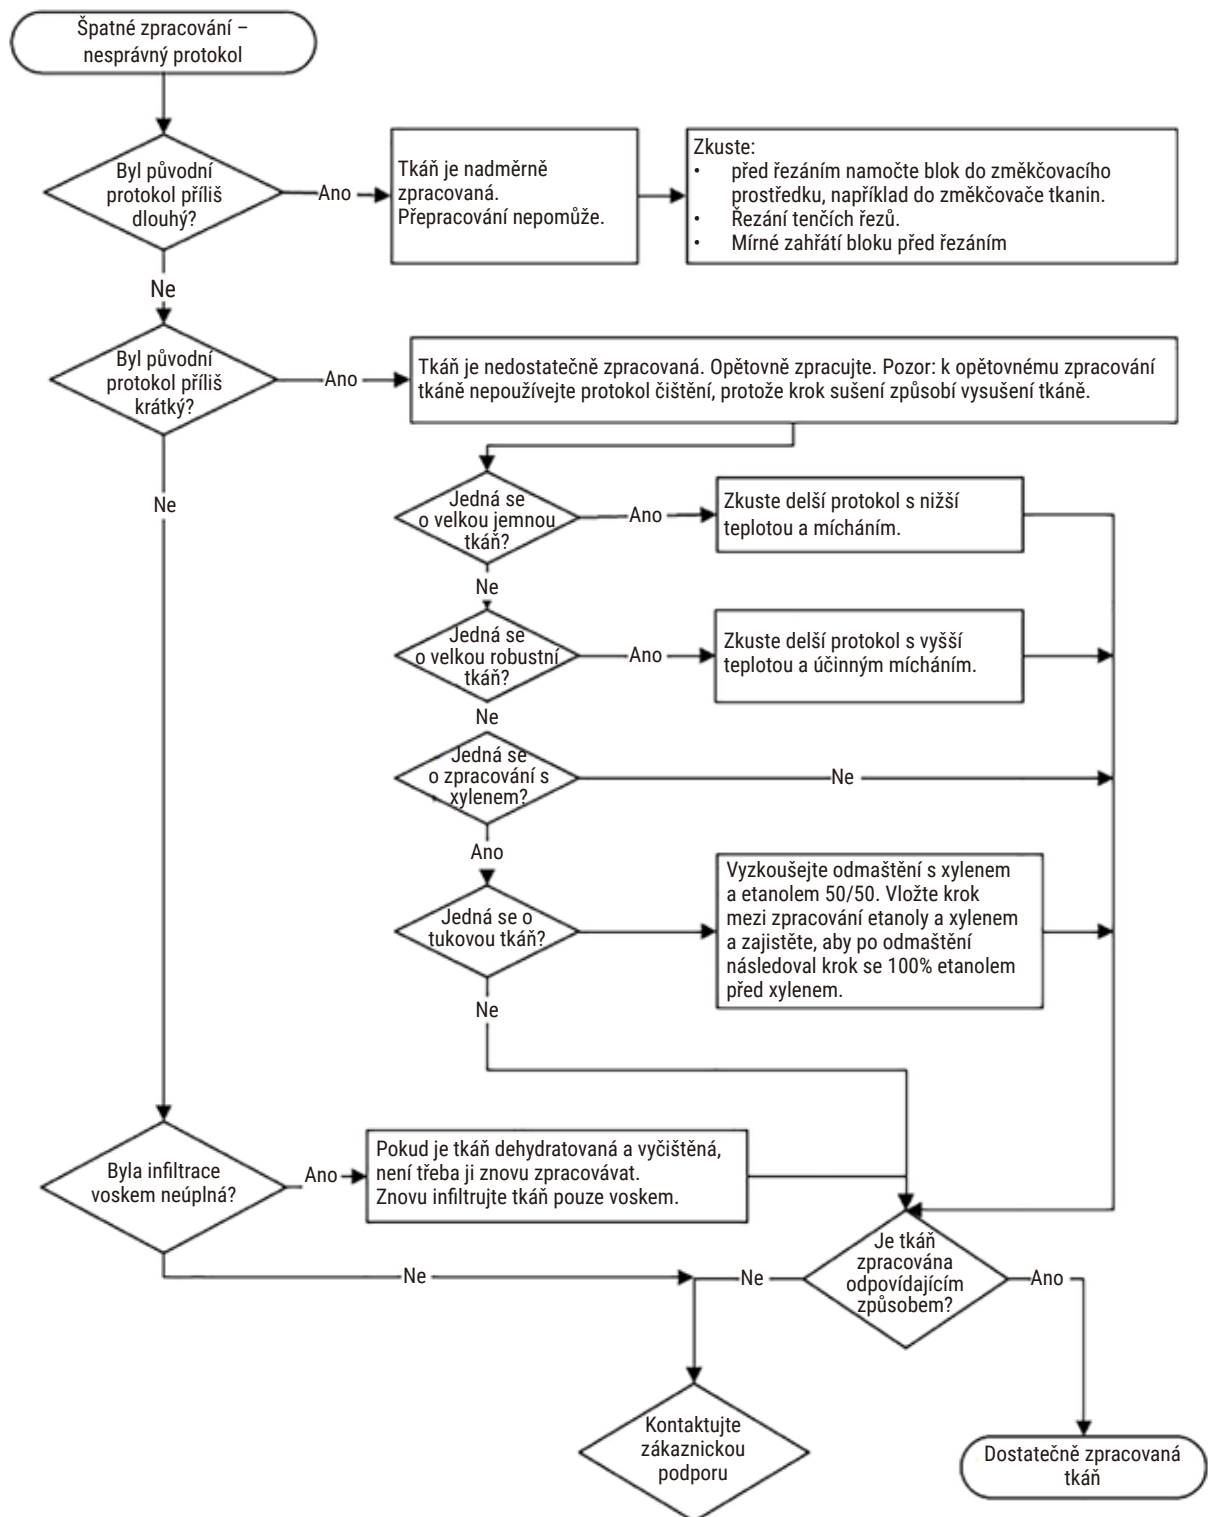 Špatné zpracování –
nesprávný protokol
Byl původní
protokol příliš
dlouhý?
Ano
Tkáň je nadměrně
zpracovaná.
Přepracování nepomůže.
Zkuste:
• před řezáním namočte blok do změkčovacího
prostředku, například do změkčovače tkanin.
• Řezání tenčích řezů.
• Mírné zahřátí bloku před řezáním
Ne
Byl původní
protokol příliš
krátký?
Ano
Tkáň je nedostatečně zpracovaná. Opětovně zpracujte. Pozor: k opětovnému zpracování
tkáně nepoužívejte protokol čištění, protože krok sušení způsobí vysušení tkáně.
Ne
Jedná se
o velkou jemnou
tkáň?
Ano
Zkuste delší protokol s nižší
teplotou a mícháním.
Ne
Jedná se
o velkou robustní
tkáň?
Ano
Zkuste delší protokol s vyšší
teplotou a účinným mícháním.
Ne
Jedná se
o zpracování s
xylenem?
Ne
Ano
Jedná se o
tukovou tkáň?
Vyzkoušejte odmaštění s xylenem
a etanolem 50/50. Vložte krok
mezi zpracování etanoly a xylenem
a zajistěte, aby po odmaštění
následoval krok se 100% etanolem
před xylenem.
Ne
Byla infiltrace
voskem neúplná?
Ano
Pokud je tkáň dehydratovaná a vyčištěná,
není třeba ji znovu zpracovávat.
Znovu infiltrujte tkáň pouze voskem.
Ne
Je tkáň
zpracována
odpovídajícím
způsobem?
Ne
Ano
Kontaktujte
zákaznickou
podporu
Dostatečně zpracovaná
tkáň